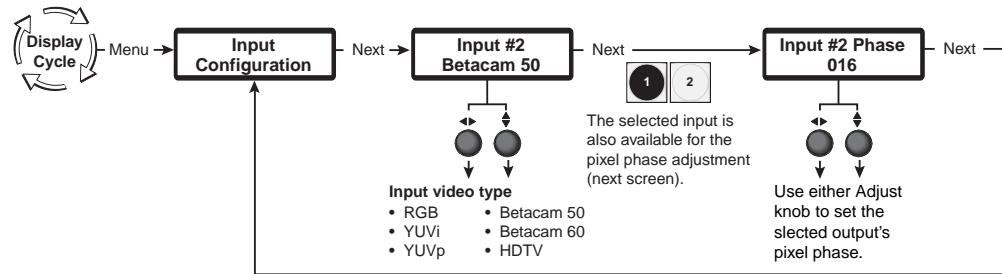 Display
Cycle
Menu
Input
Configuration
Next
Input #2
Betacam 50
Next
1 2
The selected input is
also available for the
pixel phase adjustment
(next screen).
Input #2 Phase
016
Next
Input video type
• RGB • Betacam 50
• YUVi • Betacam 60
• YUVp • HDTV
Use either Adjust
knob to set the
slected output's
pixel phase.